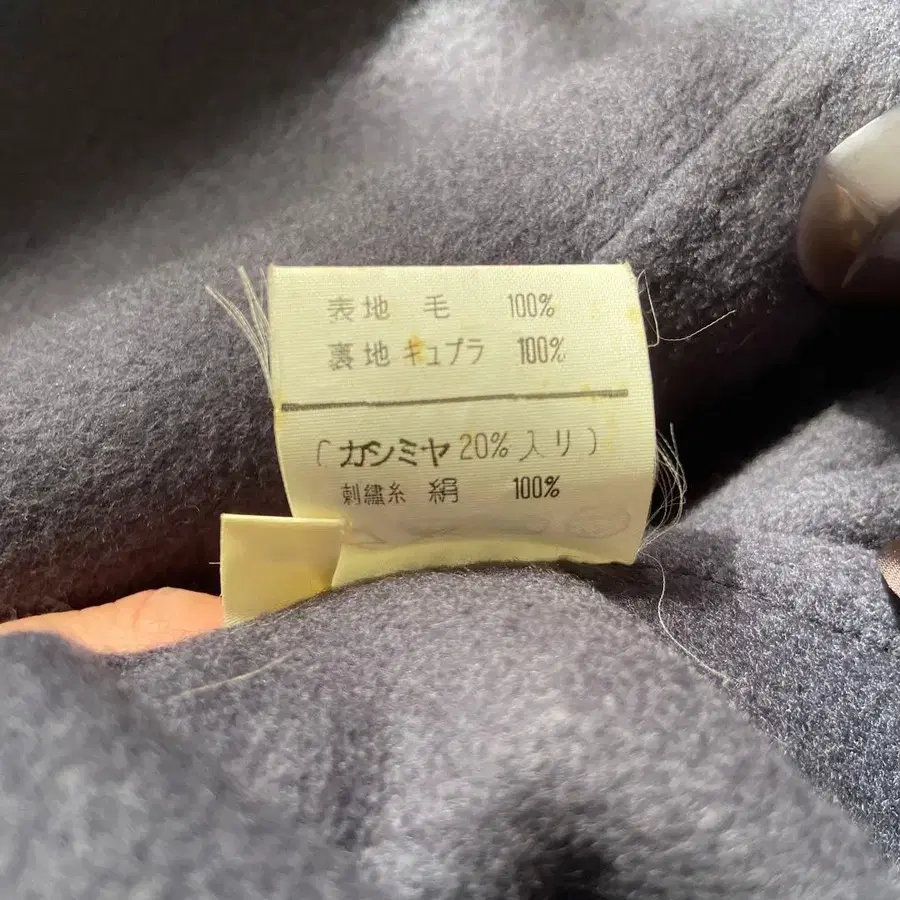 表地 毛 100%
裏地 キュプラ 100%
(カシミヤ 20%入り)
刺繍糸 絹 100%